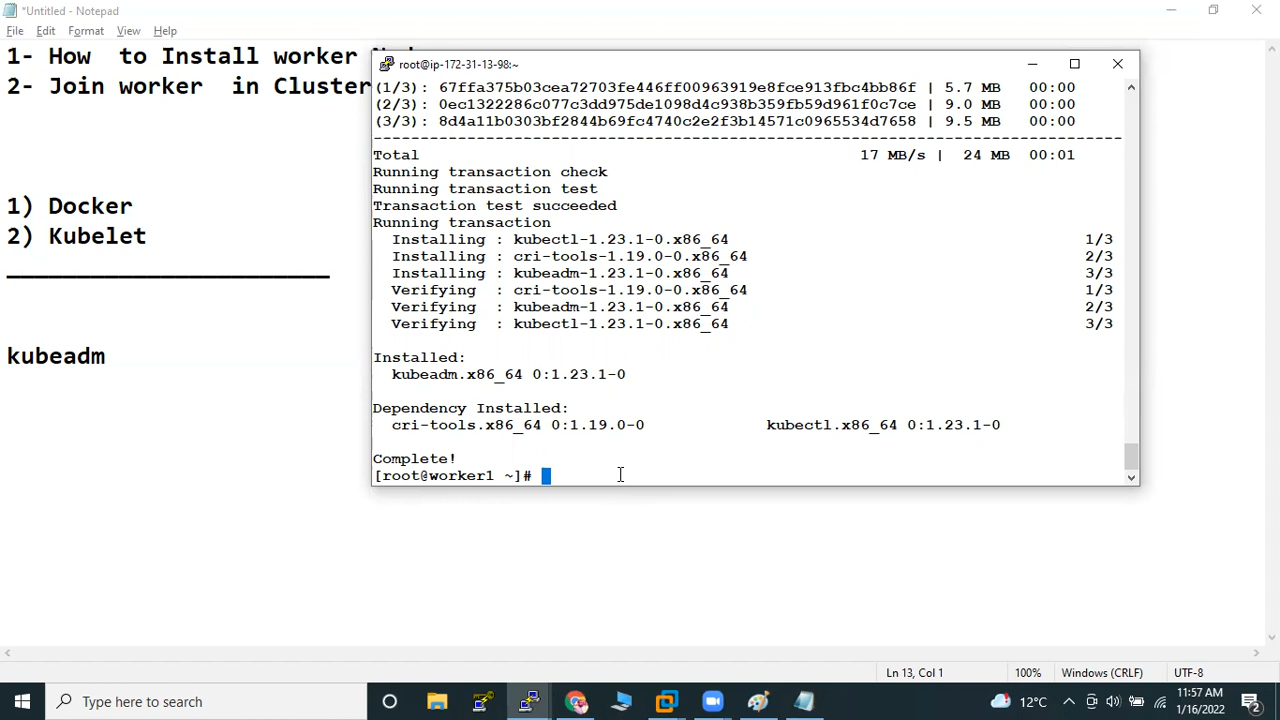 *Untitled - Notepad
File Edit Format View Help
1- How to Install worker
2- Join worker in Cluster
1) Docker
2) Kubelet
kubeadm
root@ip-172-31-13-98:~
(1/3): 67ffa375b03cea72703fe446ff00963919e8fce913fbc4bb86f | 5.7 MB 00:00
(2/3): 0ec1322286c077c3dd975de1098d4c938b359fb59d961f0c7ce | 9.0 MB 00:00
(3/3): 8d4a11b0303bf2844b69fc4740c2e2f3b14571c0965534d7658 | 9.5 MB 00:00
--------------------------------------------------------------------------------
Total 17 MB/s | 24 MB 00:01
Running transaction check
Running transaction test
Transaction test succeeded
Running transaction
Installing : kubectl-1.23.1-0.x86_64 1/3
Installing : cri-tools-1.19.0-0.x86_64 2/3
Installing : kubeadm-1.23.1-0.x86_64 3/3
Verifying : cri-tools-1.19.0-0.x86_64 1/3
Verifying : kubeadm-1.23.1-0.x86_64 2/3
Verifying : kubectl-1.23.1-0.x86_64 3/3
Installed:
kubeadm.x86_64 0:1.23.1-0
Dependency Installed:
cri-tools.x86_64 0:1.19.0-0 kubectl.x86_64 0:1.23.1-0
Complete!
[root@worker1 ~]#
Ln 13, Col 1 100% Windows (CRLF) UTF-8
Type here to search
12°C
11:57 AM
1/16/2022
2